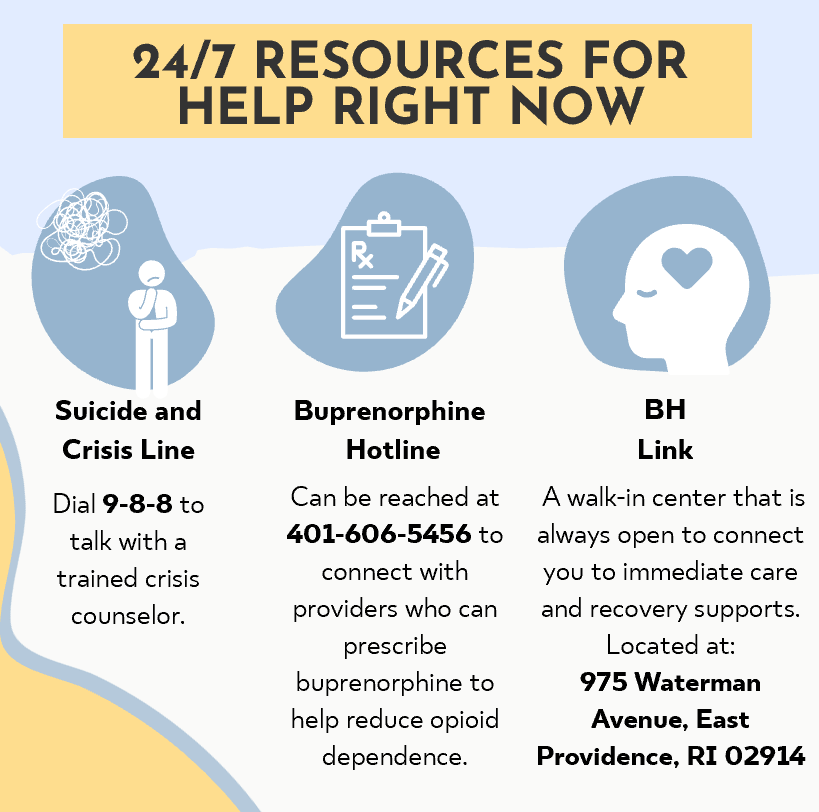 24/7 RESOURCES FOR
HELP RIGHT NOW
Rx
Suicide and
Crisis Line
Dial 9-8-8 to
talk with a
trained crisis
counselor.
Buprenorphine
Hotline
Can be reached at
401-606-5456 to
connect with
providers who can
prescribe
buprenorphine to
help reduce opioid
dependence.
BH
Link
A walk-in center that is
always open to connect
you to immediate care
and recovery supports.
Located at:
975 Waterman
Avenue, East
Providence, RI 02914